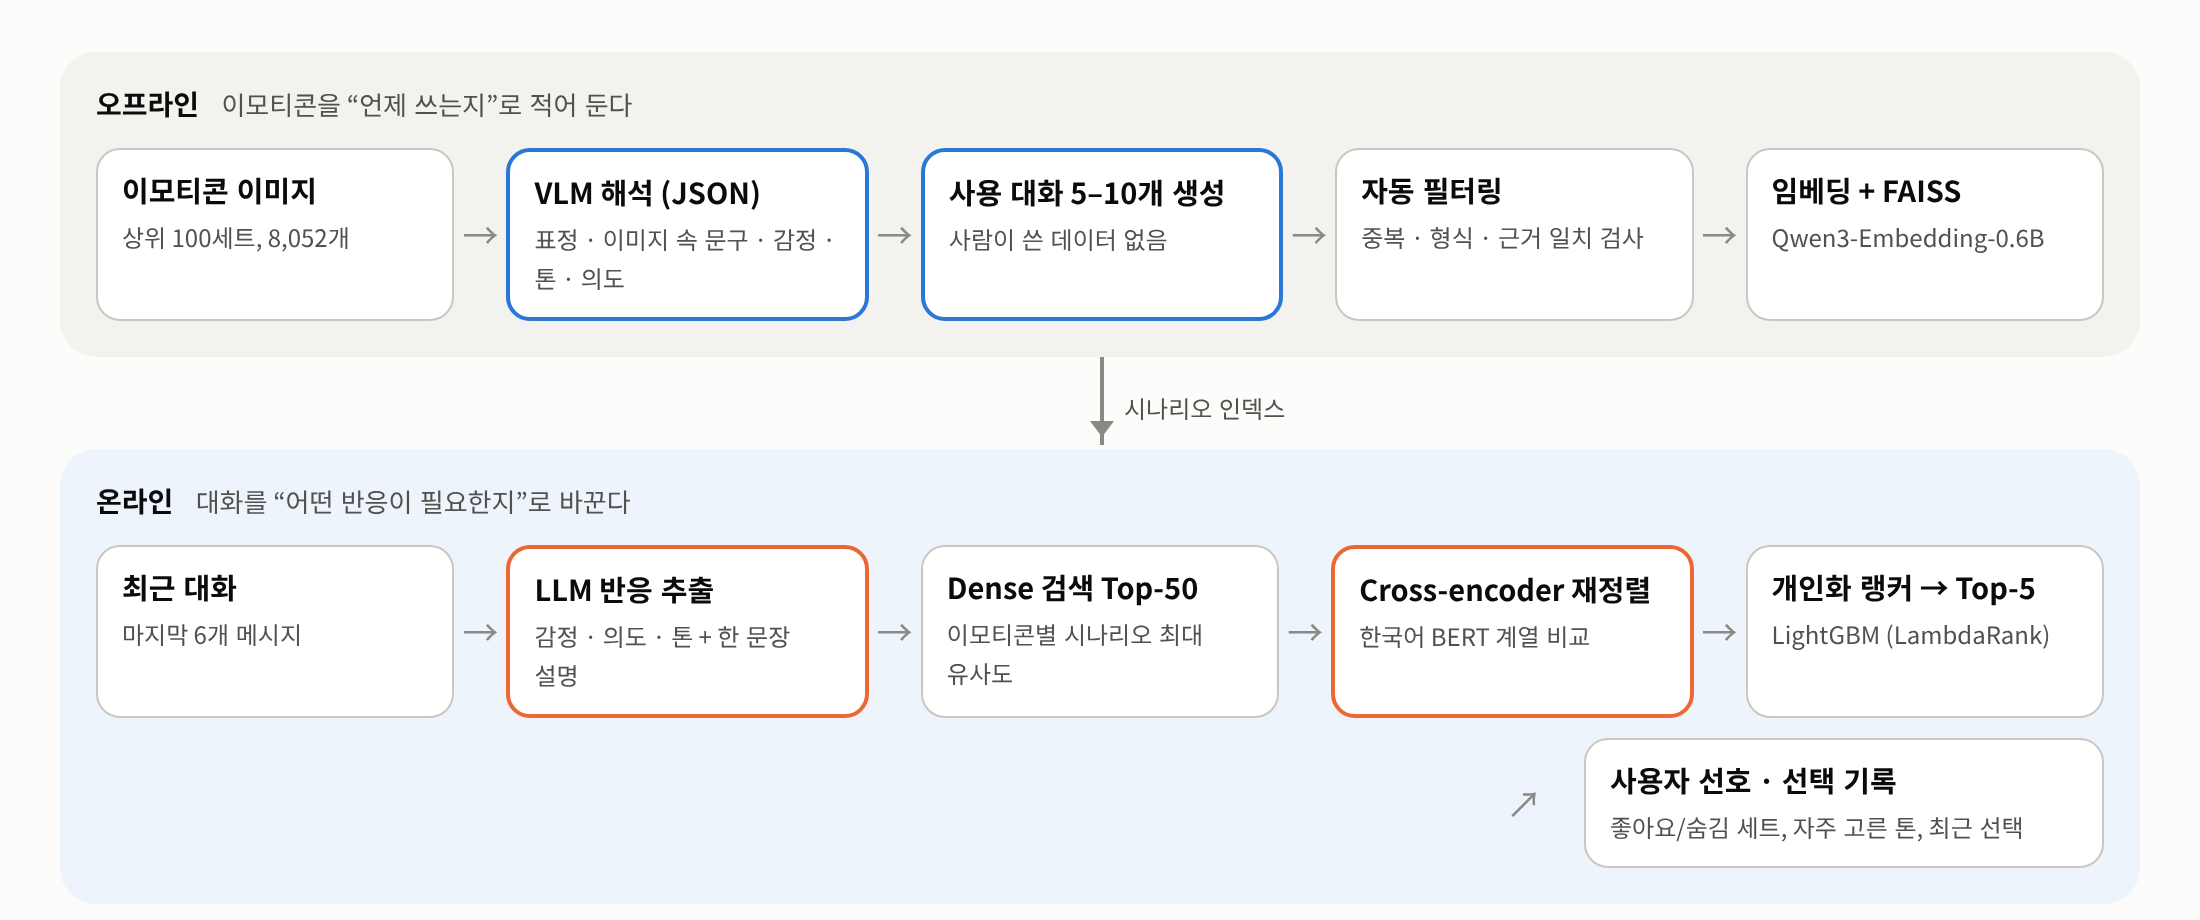 오프라인 이모티콘을 “언제 쓰는지”로 적어 둔다
이모티콘 이미지
상위 100세트, 8,052개
→
VLM 해석 (JSON)
표정 · 이미지 속 문구 · 감정 ·
톤 · 의도
→
사용 대화 5–10개 생성
사람이 쓴 데이터 없음
→
자동 필터링
중복 · 형식 · 근거 일치 검사
→
임베딩 + FAISS
Qwen3-Embedding-0.6B
시나리오 인덱스
온라인 대화를 “어떤 반응이 필요한지”로 바꾼다
최근 대화
마지막 6개 메시지
→
LLM 반응 추출
감정 · 의도 · 톤 + 한 문장
설명
→
Dense 검색 Top-50
이모티콘별 시나리오 최대
유사도
→
Cross-encoder 재정렬
한국어 BERT 계열 비교
→
개인화 랭커 → Top-5
LightGBM (LambdaRank)
↗
사용자 선호 · 선택 기록
좋아요/숨김 세트, 자주 고른 톤, 최근 선택